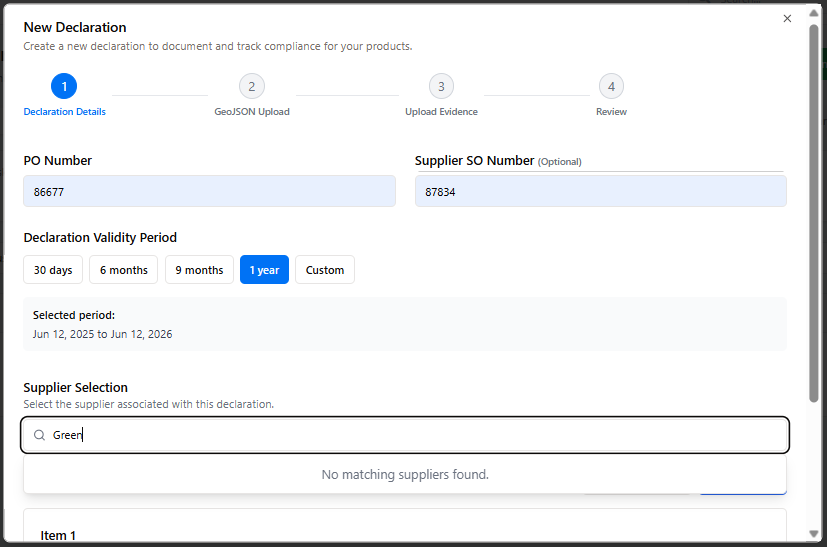 New Declaration
Create a new declaration to document and track compliance for your products.
1 2 3 4
Declaration Details GeoJSON Upload Upload Evidence Review
PO Number Supplier SO Number (Optional)
86677 87834
Declaration Validity Period
30 days 6 months 9 months 1 year Custom
Selected period:
Jun 12, 2025 to Jun 12, 2026
Supplier Selection
Select the supplier associated with this declaration.
Green
No matching suppliers found.
Item 1